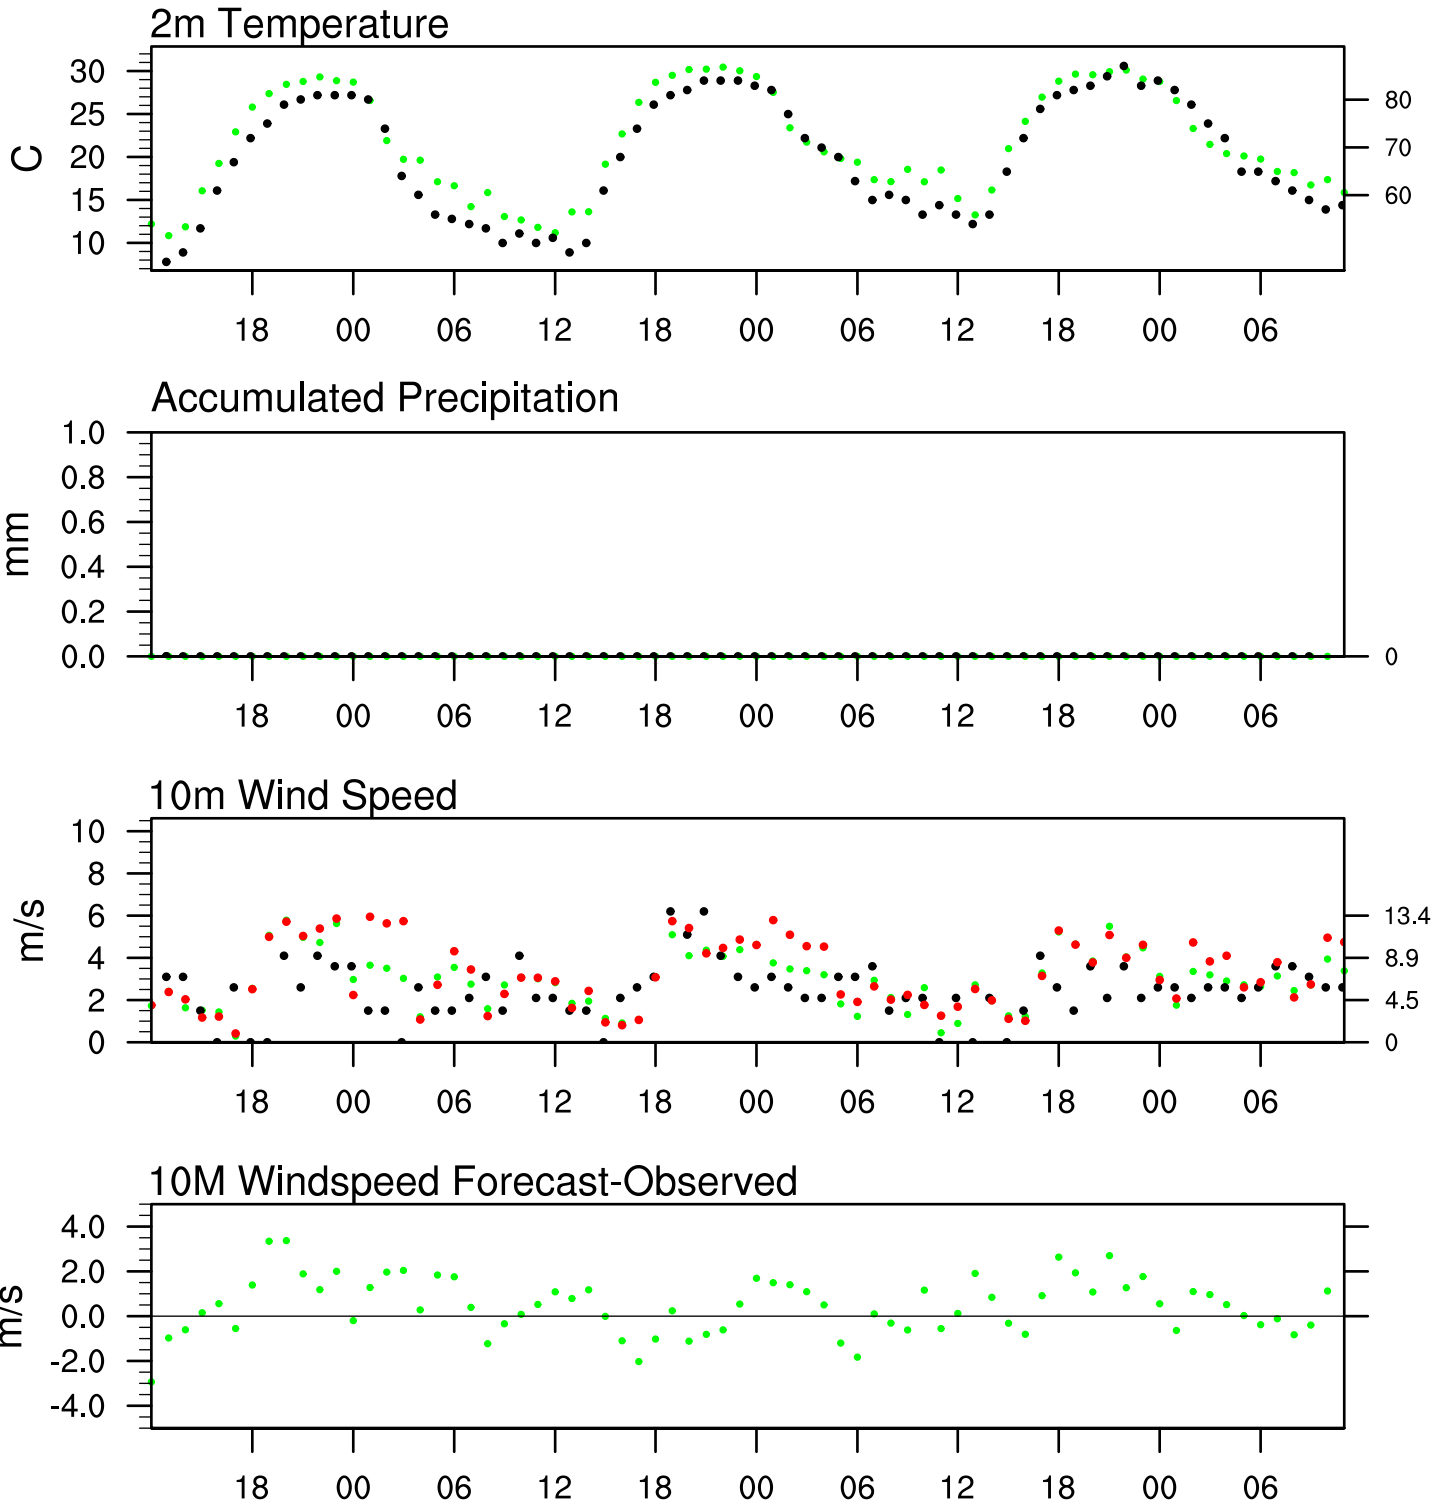 2m Temperature
30
25
20
15
10
C
80
70
60
18 00 06 12 18 00 06 12 18 00 06
Accumulated Precipitation
1.0
0.8
0.6
0.4
0.2
0.0
mm
0
18 00 06 12 18 00 06 12 18 00 06
10m Wind Speed
10
8
6
4
2
0
m/s
13.4
8.9
4.5
0
18 00 06 12 18 00 06 12 18 00 06
10M Windspeed Forecast-Observed
4.0
2.0
0.0
-2.0
-4.0
m/s
18 00 06 12 18 00 06 12 18 00 06